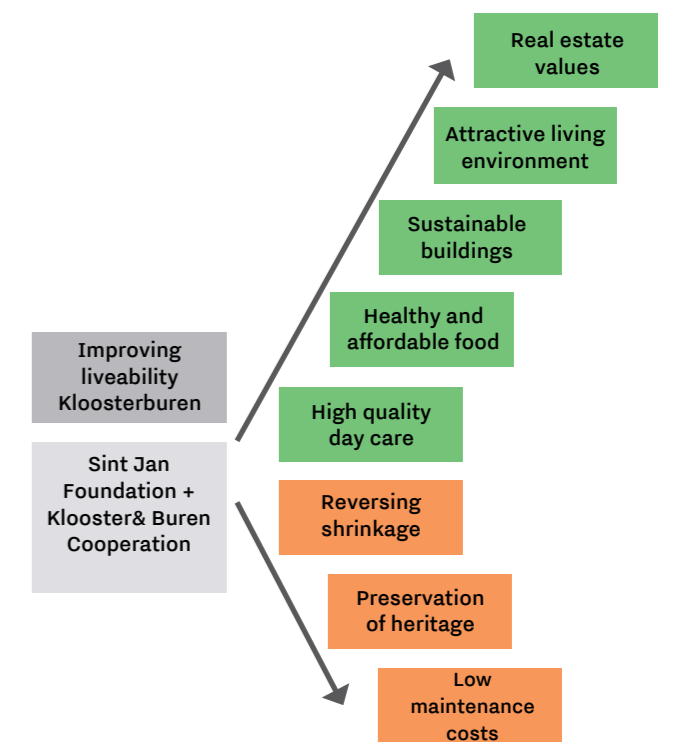 Real estate
values
Attractive living
environment
Sustainable
buildings
Healthy and
affordable food
Improving
liveability
Kloosterburen
High quality
day care
Sint Jan
Foundation +
Klooster& Buren
Cooperation
Reversing
shrinkage
Preservation
of heritage
Low
maintenance
costs